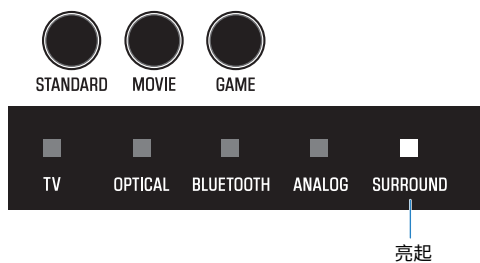 STANDARD MOVIE GAME
TV OPTICAL BLUETOOTH ANALOG SURROUND
亮起